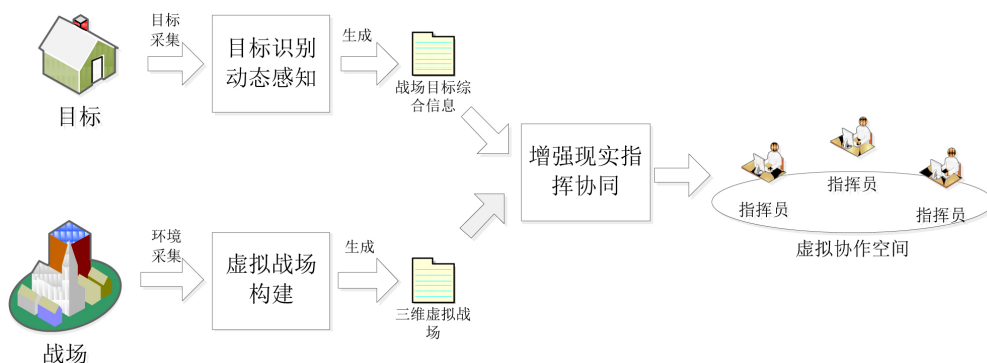 目标
采集
目标识别
动态感知
生成
战场目标综
合信息
目标
环境
采集
虚拟战场
构建
生成
三维虚拟战
场
战场
增强现实指
挥协同
指挥员
指挥员
指挥员
虚拟协作空间